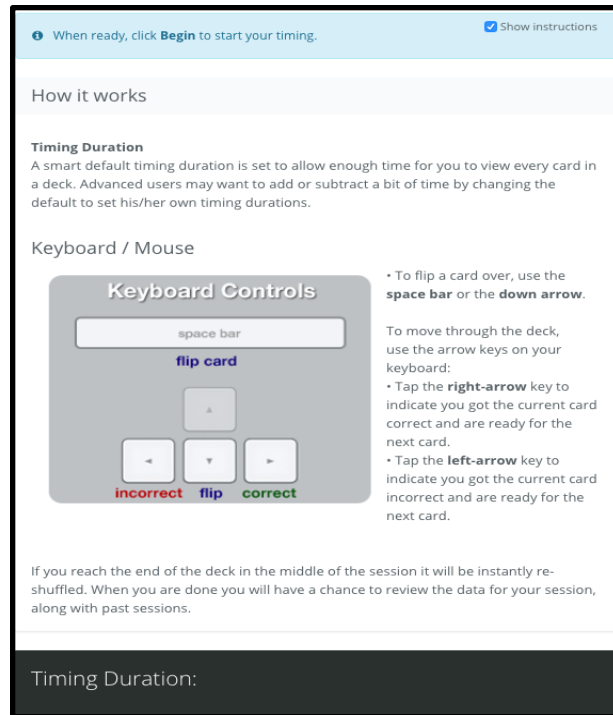 When ready, click Begin to start your timing.
Show instructions
How it works
Timing Duration
A smart default timing duration is set to allow enough time for you to view every card in
a deck. Advanced users may want to add or subtract a bit of time by changing the
default to set his/her own timing durations.
Keyboard / Mouse
Keyboard Controls
space bar
flip card
incorrect flip correct
• To flip a card over, use the
space bar or the down arrow.
To move through the deck,
use the arrow keys on your
keyboard:
• Tap the right-arrow key to
indicate you got the current card
correct and are ready for the
next card.
• Tap the left-arrow key to
indicate you got the current card
incorrect and are ready for the
next card.
If you reach the end of the deck in the middle of the session it will be instantly re-
shuffled. When you are done you will have a chance to review the data for your session,
along with past sessions.
Timing Duration: